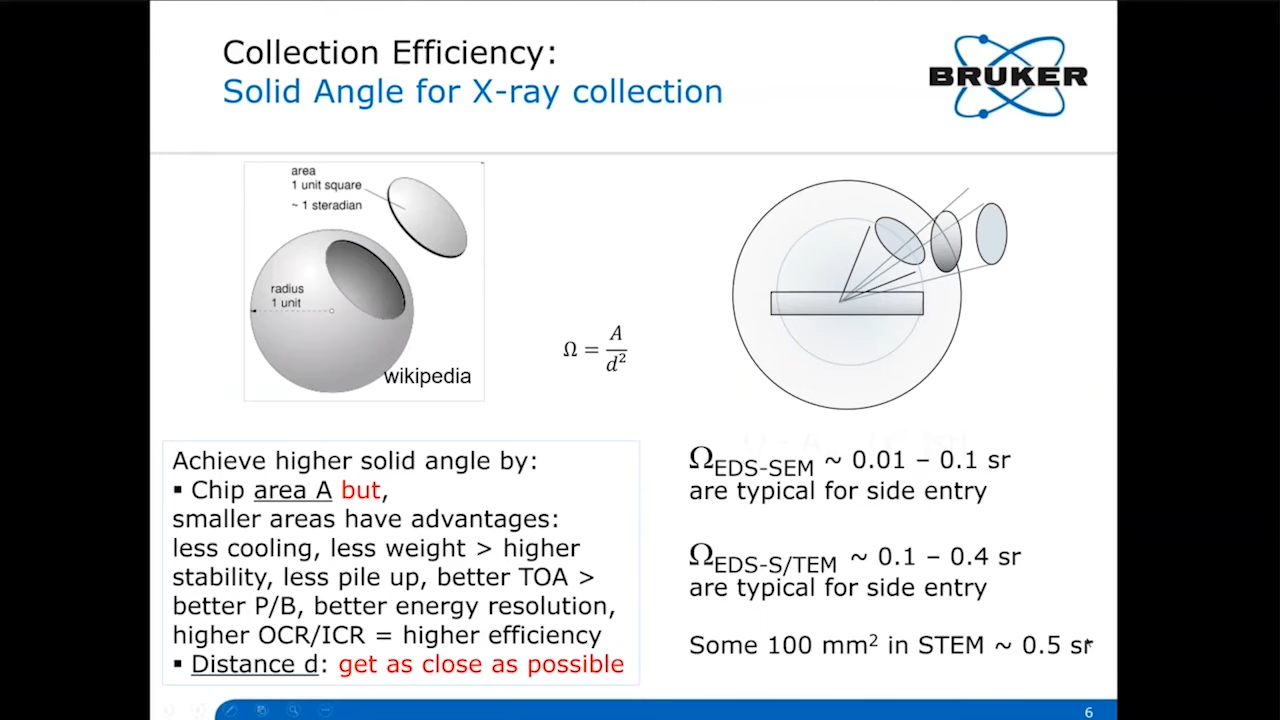 Collection Efficiency:
Solid Angle for X-ray collection
BRUKER
area
1 unit square
~ 1 steradian
radius
1 unit
wikipedia
Ω = A/d²
Achieve higher solid angle by:
▪ Chip area A but,
smaller areas have advantages:
less cooling, less weight > higher
stability, less pile up, better TOA >
better P/B, better energy resolution,
higher OCR/ICR = higher efficiency
▪ Distance d: get as close as possible
Ω EDS-SEM ~ 0.01 – 0.1 sr
are typical for side entry
Ω EDS-S/TEM ~ 0.1 – 0.4 sr
are typical for side entry
Some 100 mm² in STEM ~ 0.5 sr
6